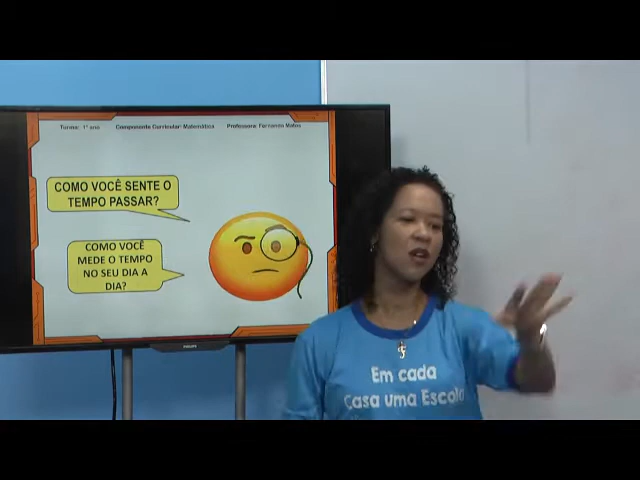 Turma: 1º ano Componente Curricular: Matemática Professora: Fernanda Matos
COMO VOCÊ SENTE O
TEMPO PASSAR?
COMO VOCÊ
MEDE O TEMPO
NO SEU DIA A
DIA?
PHILIPS
Em cada
Casa uma Escola